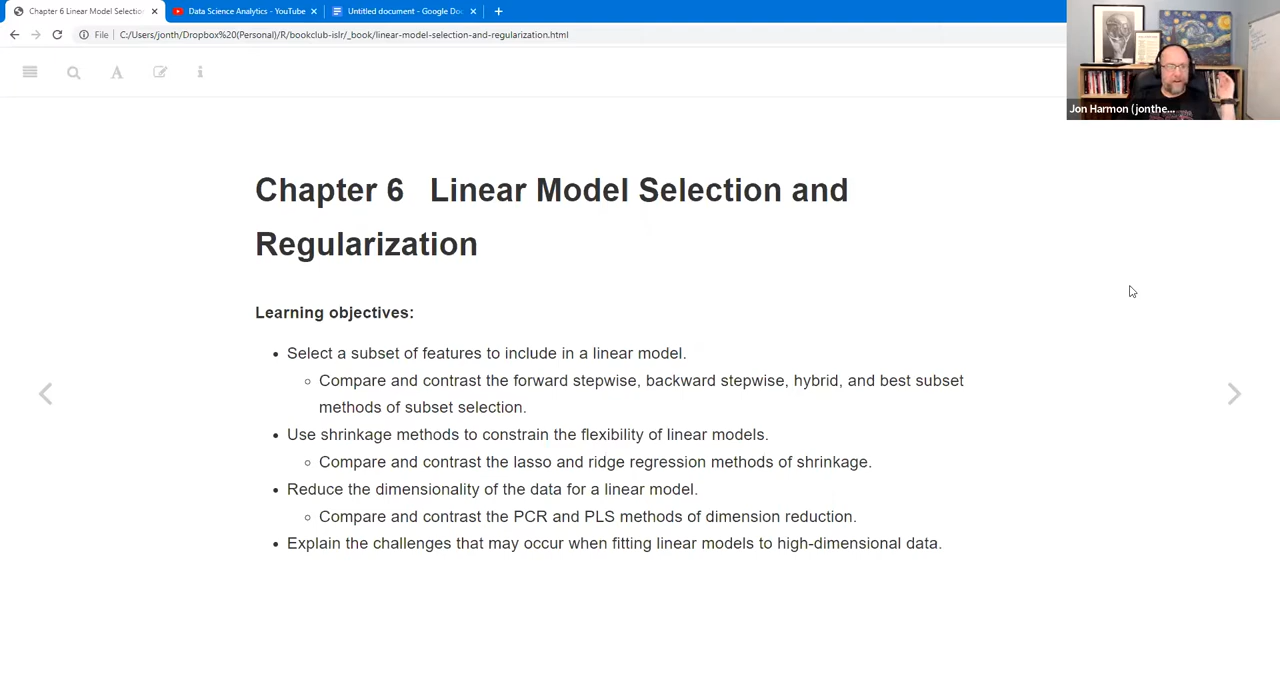 Chapter 6 Linear Model Selectio
Data Science Analytics - YouTube
Untitled document - Google Do
File
C:/Users/jonth/Dropbox%20(Personal)/R/bookclub-islr/_book/linear-model-selection-and-regularization.html
Jon Harmon (jonthe...
Chapter 6 Linear Model Selection and
Regularization
Learning objectives:
• Select a subset of features to include in a linear model.
◦ Compare and contrast the forward stepwise, backward stepwise, hybrid, and best subset
methods of subset selection.
• Use shrinkage methods to constrain the flexibility of linear models.
◦ Compare and contrast the lasso and ridge regression methods of shrinkage.
• Reduce the dimensionality of the data for a linear model.
◦ Compare and contrast the PCR and PLS methods of dimension reduction.
• Explain the challenges that may occur when fitting linear models to high-dimensional data.